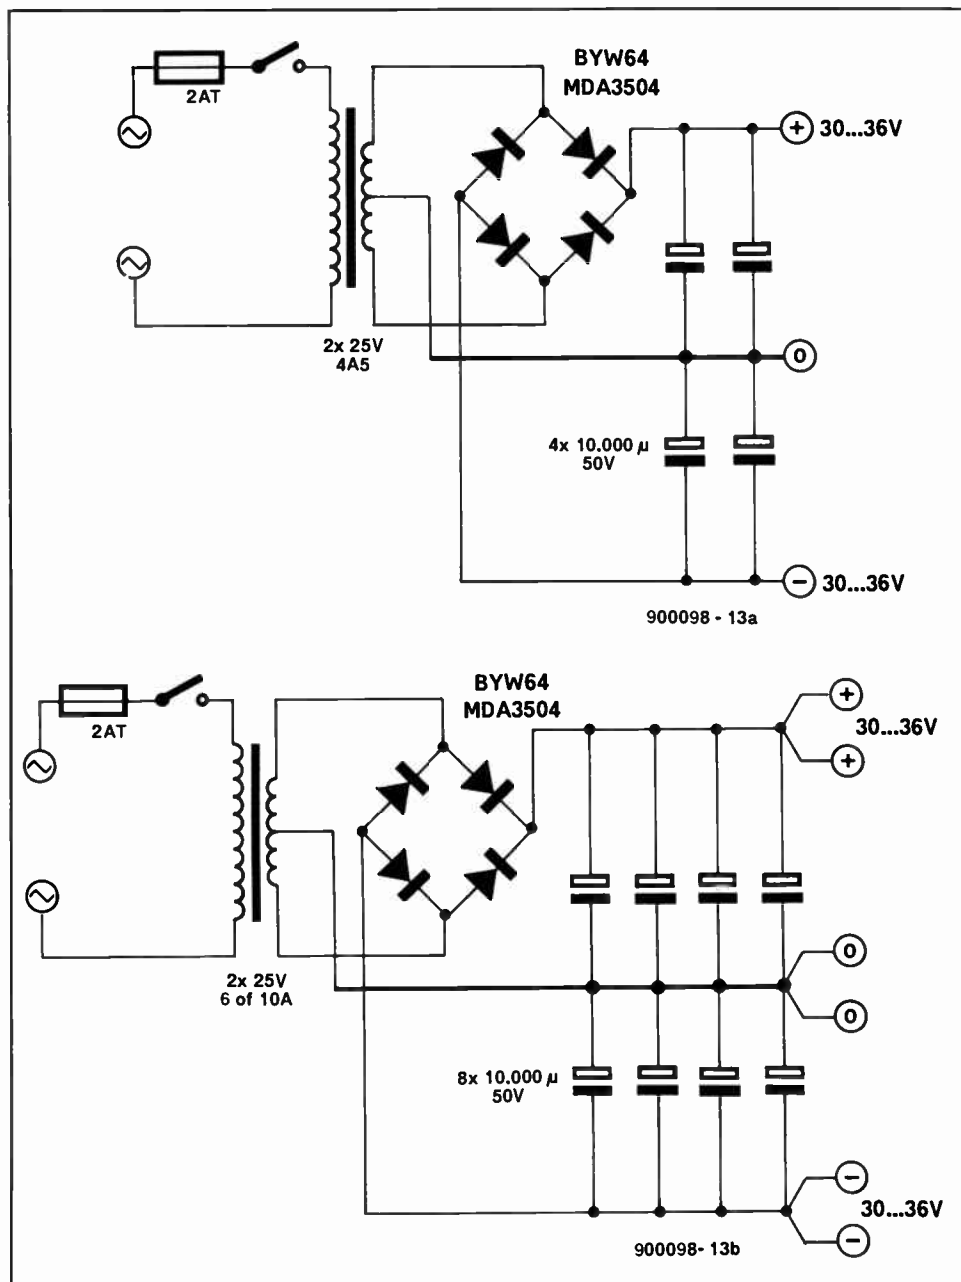 BYW64
MDA3504
2AT
+ 30...36V
2x 25V
4A5
0
4x 10.000 µ
50V
- 30...36V
900098 - 13a
BYW64
MDA3504
2AT
+
30...36V
+
2x 25V
6 of 10A
0
0
8x 10.000 µ
50V
-
30...36V
-
900098- 13b